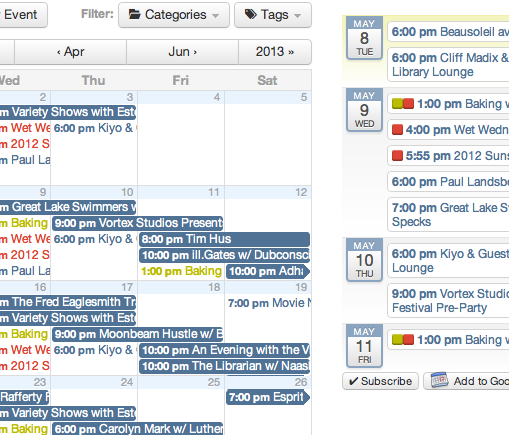 Event
Filter:
Categories
Tags
‹ Apr
Jun ›
2013 »
Wed
Thu
Fri
Sat
2
3
4
5
Variety Shows with Este
Wet We
6:00 pm Kiyo &
2012 S
Paul La
9
10
11
12
Great Lake Swimmers w
Baking
9:00 pm Vortex Studios Present
Wet We
6:00 pm Kiyo &
8:00 pm Tim Hus
2012 S
10:00 pm Ill.Gates w/ Dubconsc
Paul La
1:00 pm Baking
10:00 pm Adha
16
17
18
19
The Fred Eaglesmith Tr
7:00 pm Movie N
Variety Shows with Este
Baking
9:00 pm Moonbeam Hustle w/ B
Wet We
6:00 pm Kiyo &
10:00 pm An Evening with the V
2012 S
10:00 pm The Librarian w/ Naas
23
24
25
26
Rafferty F
7:00 pm Esprit
Variety Shows with Este
Baking
6:00 pm Carolyn Mark w/ Luther
MAY
8
TUE
6:00 pm Beausoleil av
6:00 pm Cliff Madix &
Library Lounge
MAY
9
WED
1:00 pm Baking w
4:00 pm Wet Wedn
5:55 pm 2012 Suns
6:00 pm Paul Landsbe
7:00 pm Great Lake S
Specks
MAY
10
THU
6:00 pm Kiyo & Guest
Lounge
9:00 pm Vortex Studio
Festival Pre-Party
MAY
11
FRI
1:00 pm Baking w
Subscribe
Add to Goo